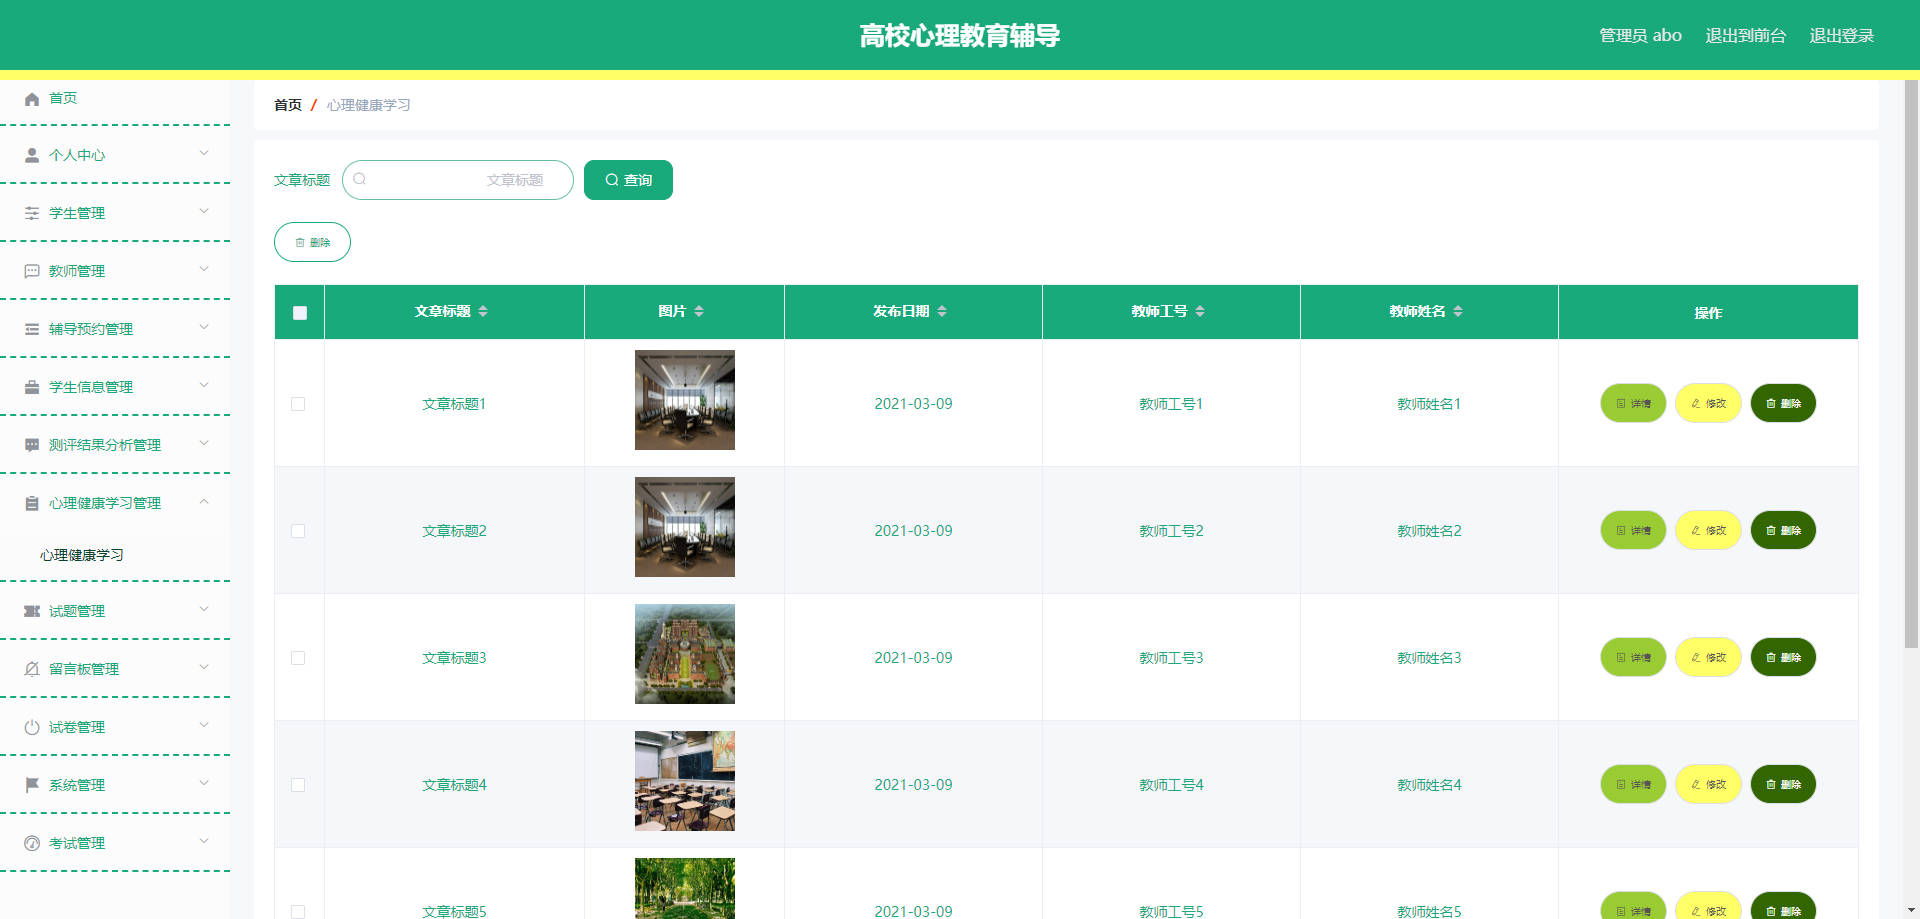 高校心理教育辅导
管理员 abo 退出到前台 退出登录
首页
个人中心
学生管理
教师管理
辅导预约管理
学生信息管理
测评结果分析管理
心理健康学习管理
心理健康学习
试题管理
留言板管理
试卷管理
系统管理
考试管理
首页 / 心理健康学习
文章标题 文章标题 查询
删除
文章标题 图片 发布日期 教师工号 教师姓名 操作
文章标题1 2021-03-09 教师工号1 教师姓名1 详情 修改 删除
文章标题2 2021-03-09 教师工号2 教师姓名2 详情 修改 删除
文章标题3 2021-03-09 教师工号3 教师姓名3 详情 修改 删除
文章标题4 2021-03-09 教师工号4 教师姓名4 详情 修改 删除
文章标题5 2021-03-09 教师工号5 教师姓名5 详情 修改 删除